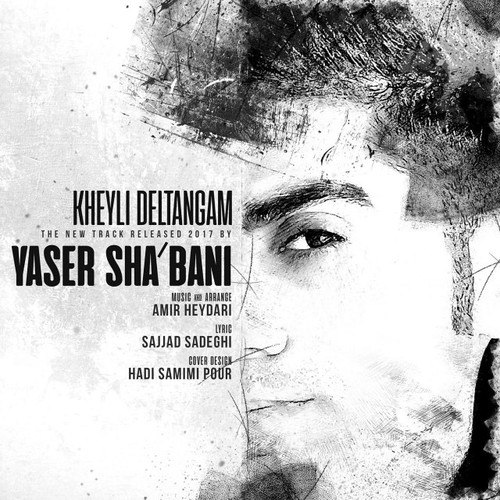 KHEYLI DELTANGAM
THE NEW TRACK RELEASED 2017 BY
YASER SHA'BANI
MUSIC AND ARRANGE
AMIR HEYDARI
LYRIC
SAJJAD SADEGHI
COVER DESIGN
HADI SAMIMI POUR